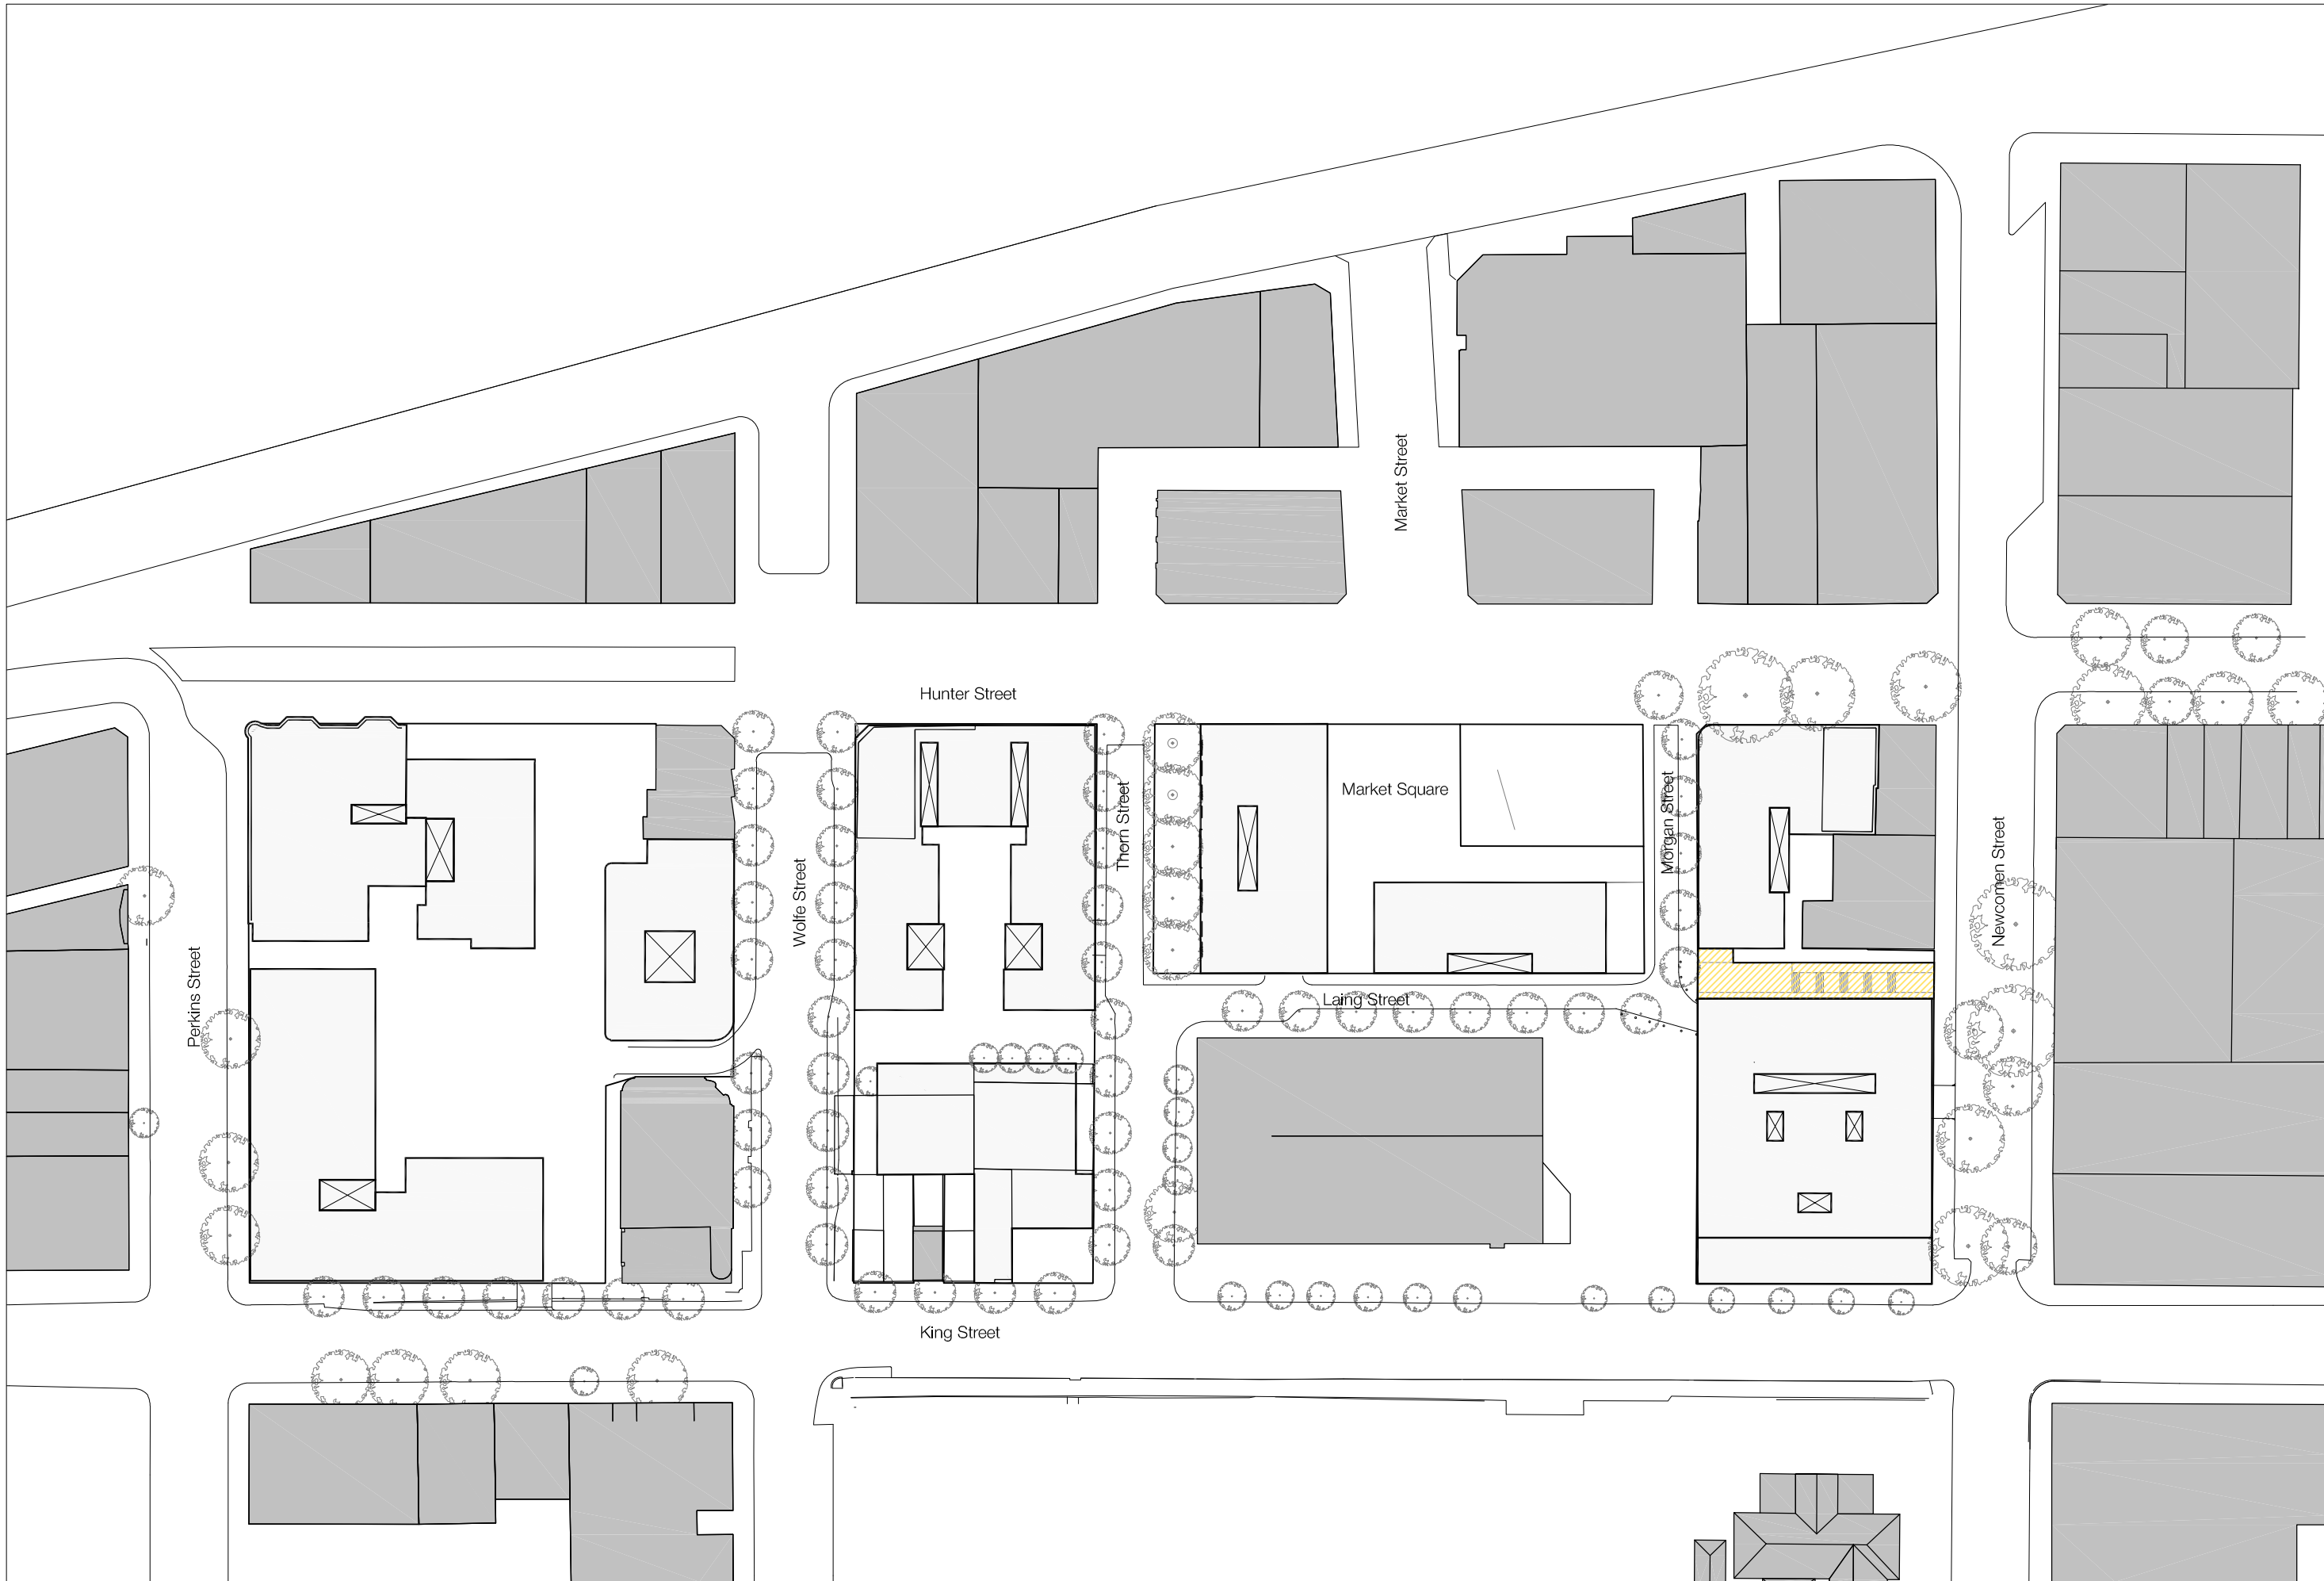 Market Street
Hunter Street
Market Square
Thorn Street
Morgan Street
Newcomen Street
Wolfe Street
Perkins Street
Laing Street
King Street